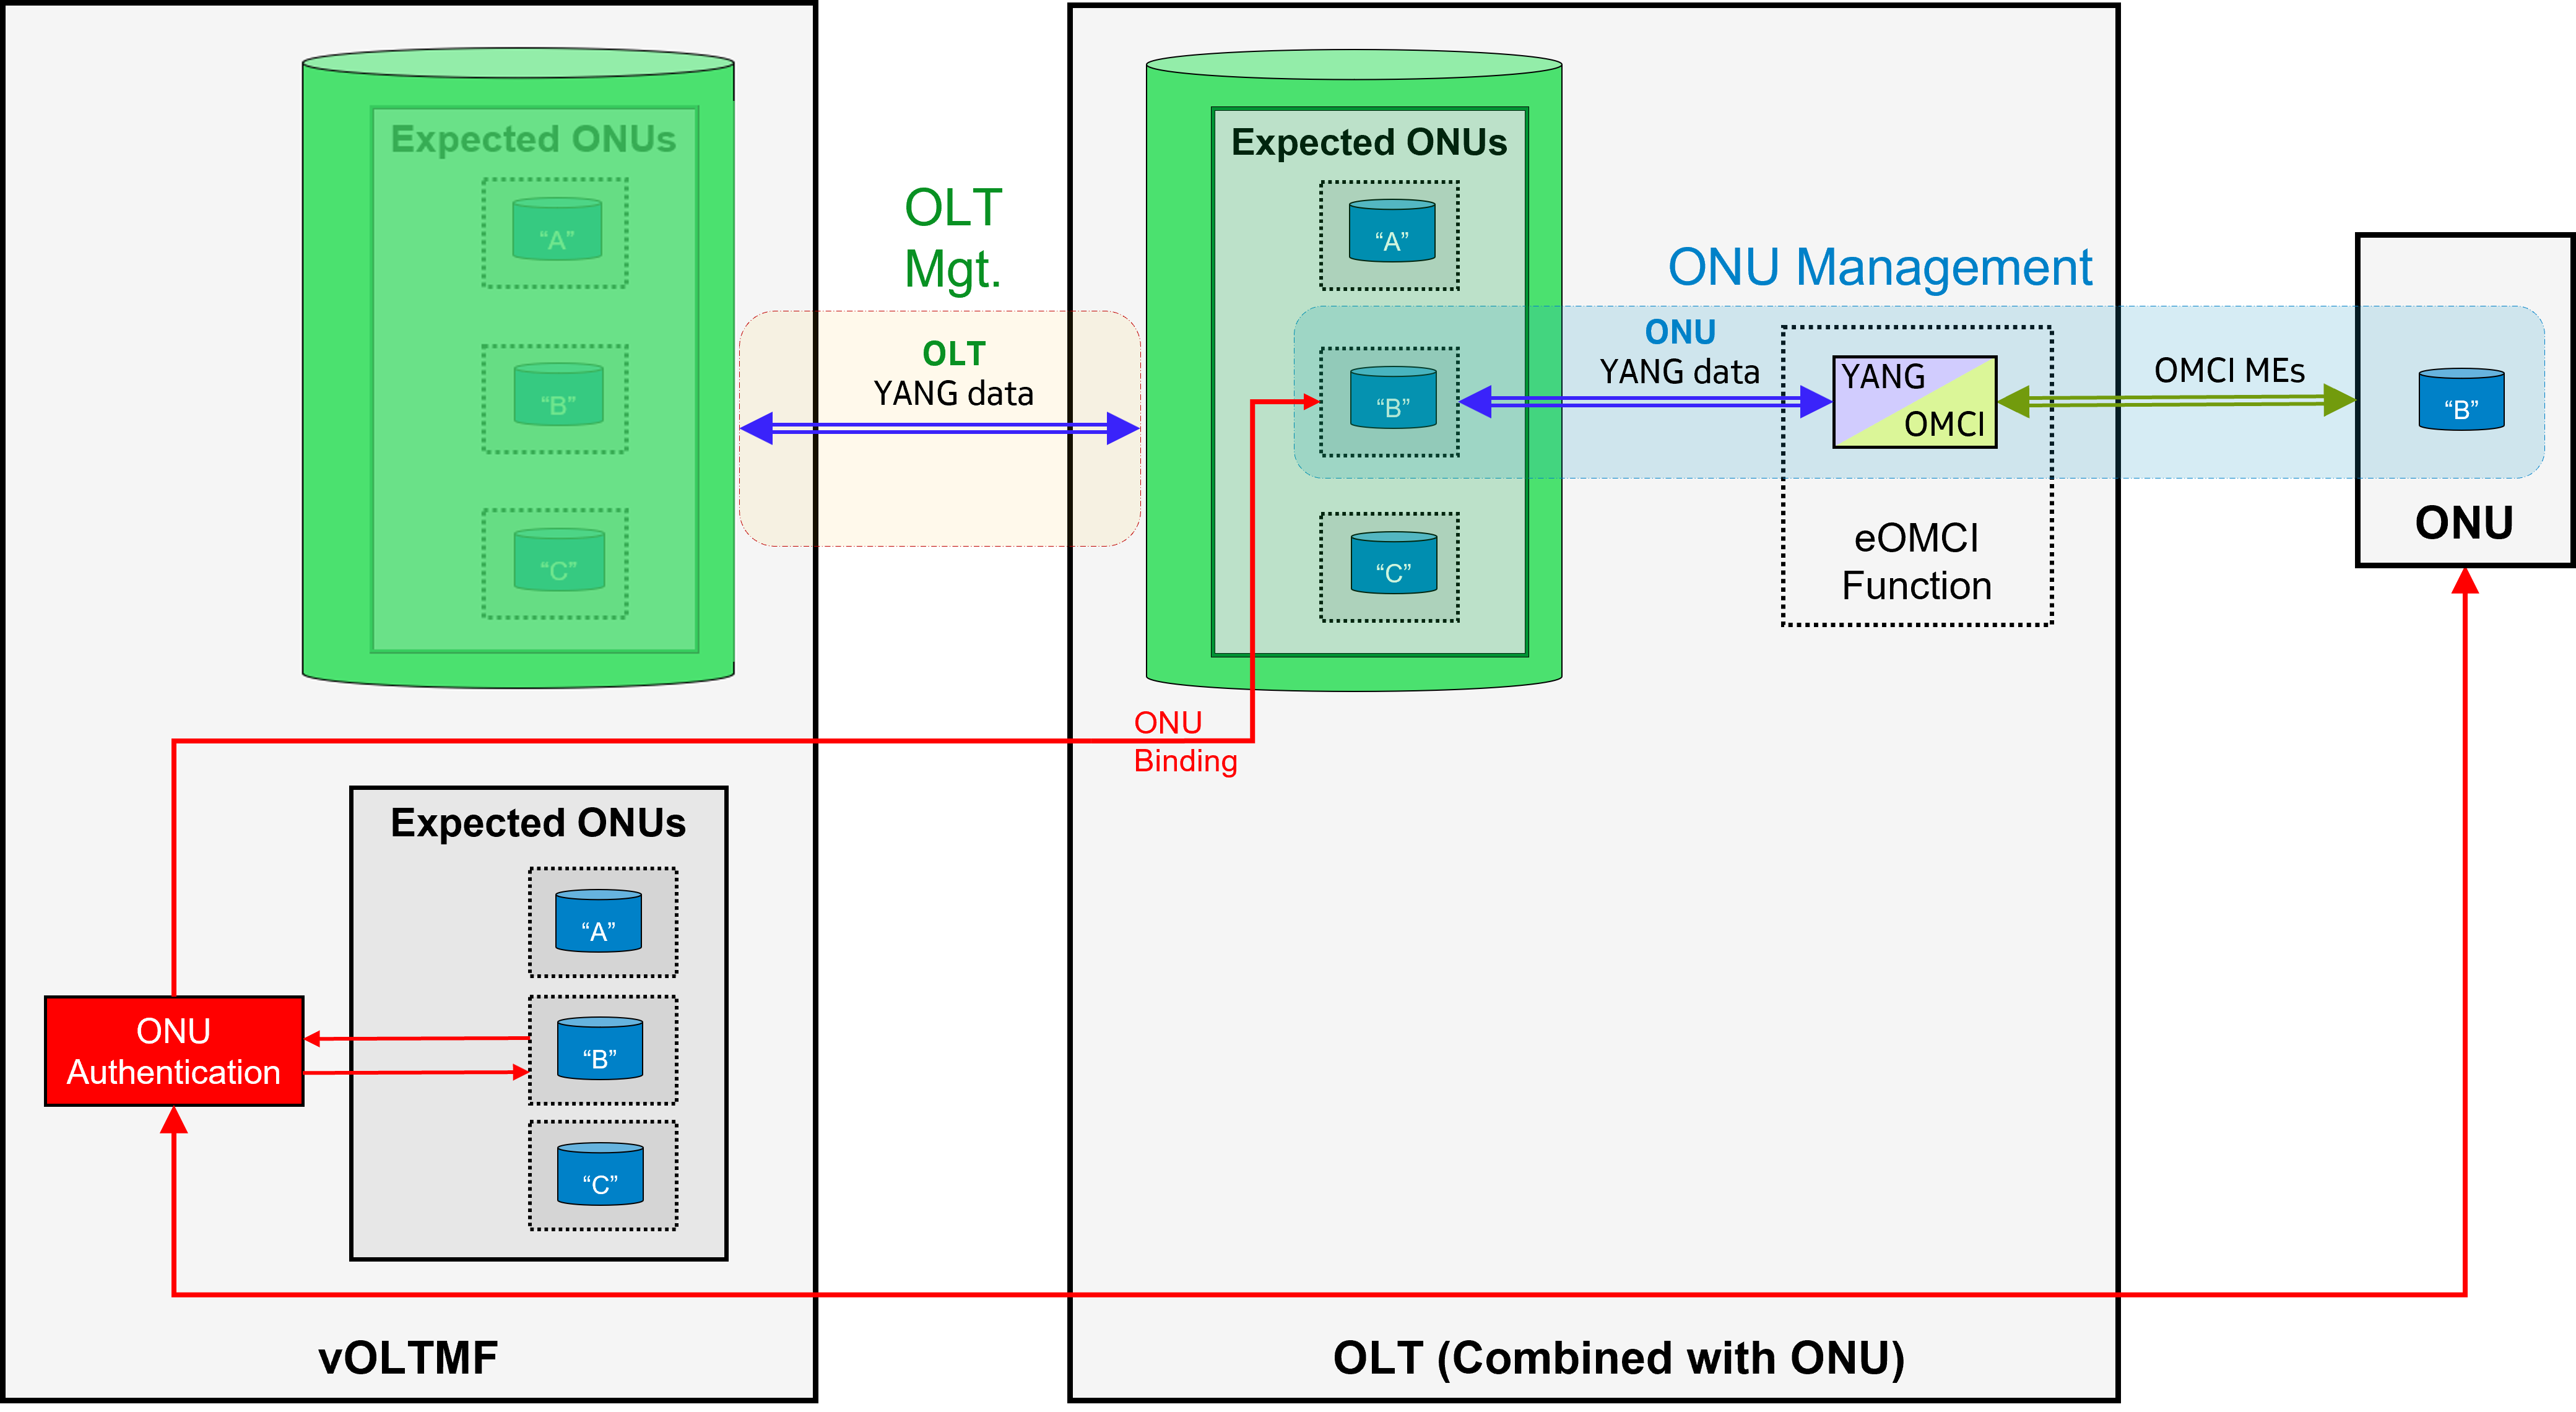 Expected ONUs
“A”
“B”
“C”
OLT
Mgt.
OLT
YANG data
Expected ONUs
“A”
“B”
“C”
ONU Management
ONU
YANG data
YANG
OMCI
eOMCI
Function
OMCI MEs
“B”
ONU
ONU
Binding
Expected ONUs
“A”
“B”
“C”
ONU
Authentication
vOLTMF
OLT (Combined with ONU)